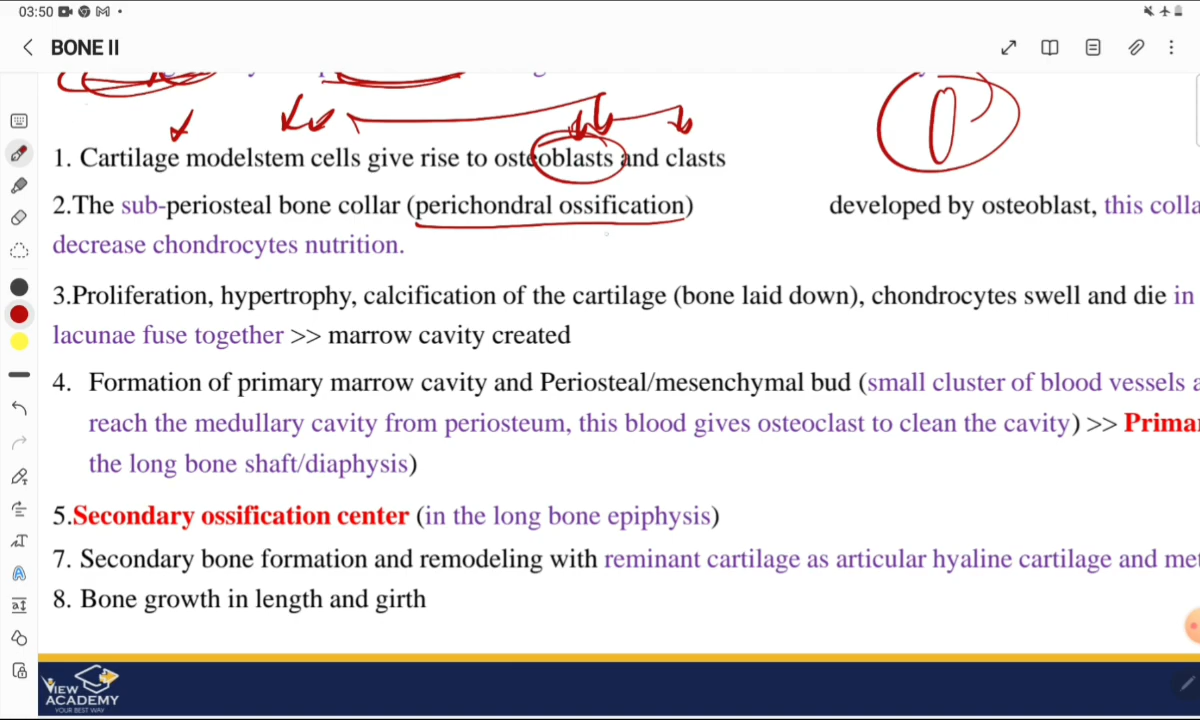 03:50
BONE II
1. Cartilage modelstem cells give rise to osteoblasts and clasts
2.The sub-periosteal bone collar (perichondral ossification) developed by osteoblast, this colla
decrease chondrocytes nutrition.
3.Proliferation, hypertrophy, calcification of the cartilage (bone laid down), chondrocytes swell and die in
lacunae fuse together >> marrow cavity created
4. Formation of primary marrow cavity and Periosteal/mesenchymal bud (small cluster of blood vessels a
reach the medullary cavity from periosteum, this blood gives osteoclast to clean the cavity) >> Primar
the long bone shaft/diaphysis)
5.Secondary ossification center (in the long bone epiphysis)
7. Secondary bone formation and remodeling with reminant cartilage as articular hyaline cartilage and met
8. Bone growth in length and girth
VIEW
ACADEMY
YOUR BEST WAY